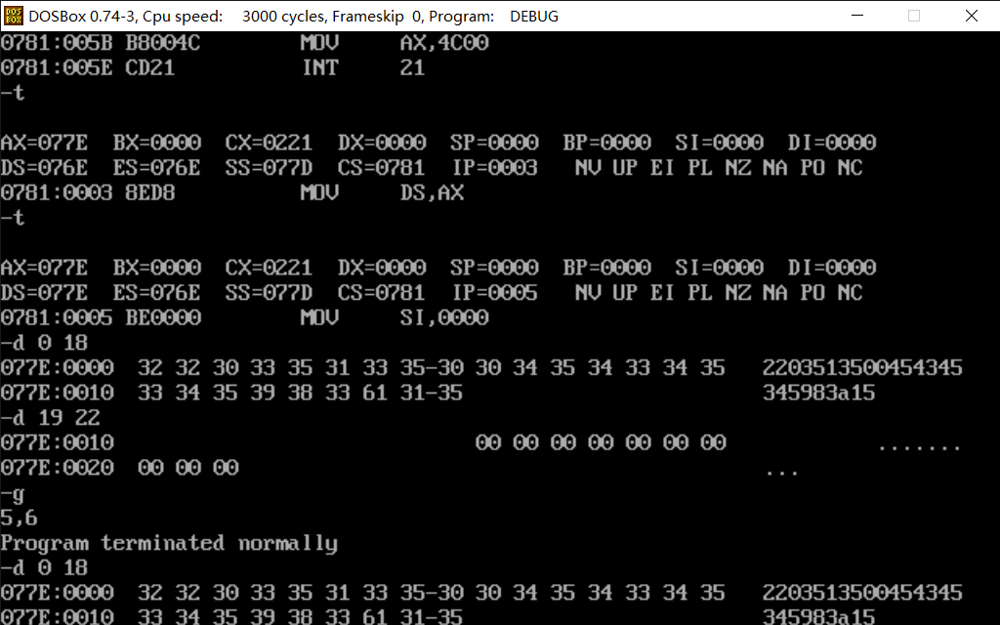 DOSBox 0.74-3, Cpu speed: 3000 cycles, Frameskip 0, Program: DEBUG
0781:005B B8004C MOV AX,4C00
0781:005E CD21 INT 21
-t
AX=077E BX=0000 CX=0221 DX=0000 SP=0000 BP=0000 SI=0000 DI=0000
DS=076E ES=076E SS=077D CS=0781 IP=0003 NV UP EI PL NZ NA PO NC
0781:0003 8ED8 MOV DS,AX
-t
AX=077E BX=0000 CX=0221 DX=0000 SP=0000 BP=0000 SI=0000 DI=0000
DS=077E ES=076E SS=077D CS=0781 IP=0005 NV UP EI PL NZ NA PO NC
0781:0005 BE0000 MOV SI,0000
-d 0 18
077E:0000 32 32 30 33 35 31 33 35-30 30 34 35 34 33 34 35 2203513500454345
077E:0010 33 34 35 39 38 33 61 31-35 345983a15
-d 19 22
077E:0010 00 00 00 00 00 00 00 .......
077E:0020 00 00 00 ...
-g
5,6
Program terminated normally
-d 0 18
077E:0000 32 32 30 33 35 31 33 35-30 30 34 35 34 33 34 35 2203513500454345
077E:0010 33 34 35 39 38 33 61 31-35 345983a15